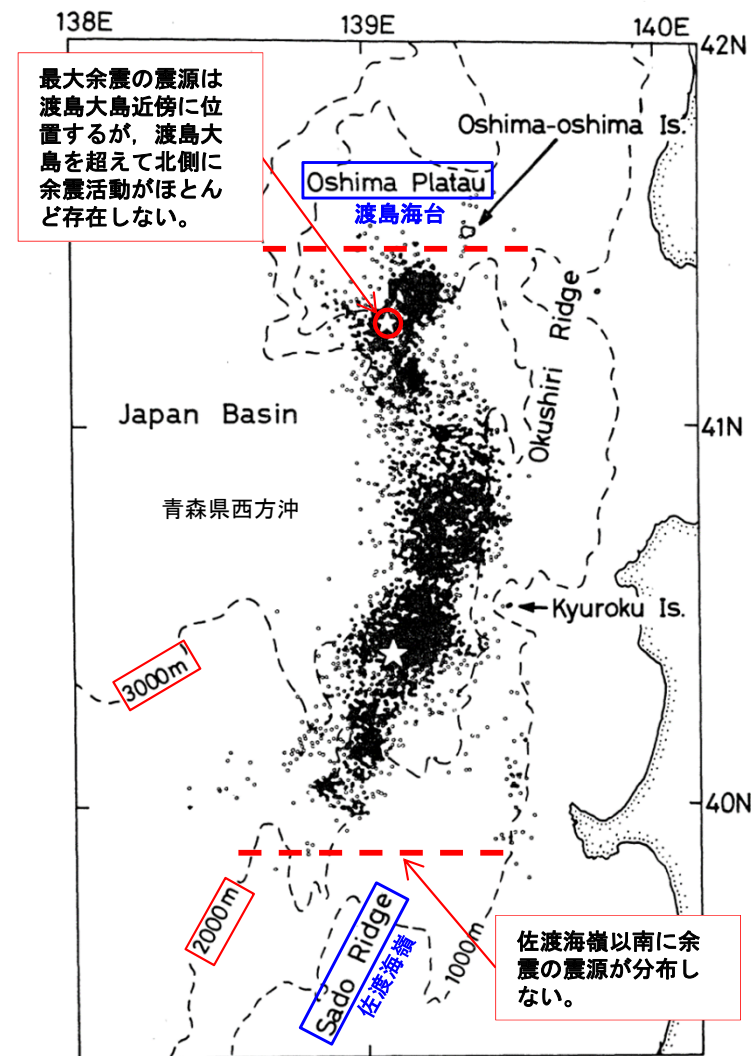 138E
139E
140E
42N
最大余震の震源は
渡島大島近傍に位
置するが，渡島大
島を超えて北側に
余震活動がほとん
ど存在しない。
Oshima-oshima Is.
Oshima Platau
渡島海台
Okushiri Ridge
Japan Basin
41N
青森県西方沖
Kyuroku Is.
3000m
40N
2000m
Sado Ridge
佐渡海嶺
1000m
佐渡海嶺以南に余
震の震源が分布し
ない。